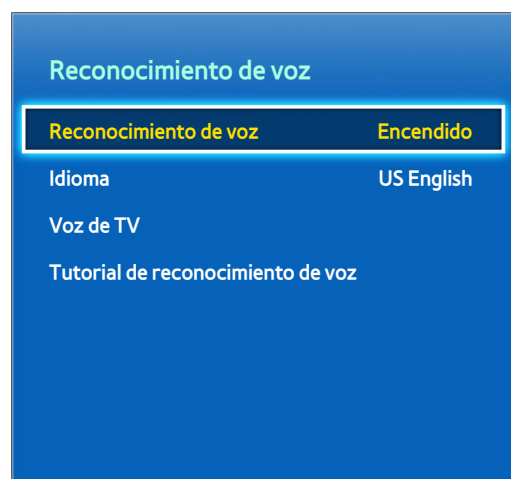 Reconocimiento de voz
Reconocimiento de voz Encendido
Idioma US English
Voz de TV
Tutorial de reconocimiento de voz